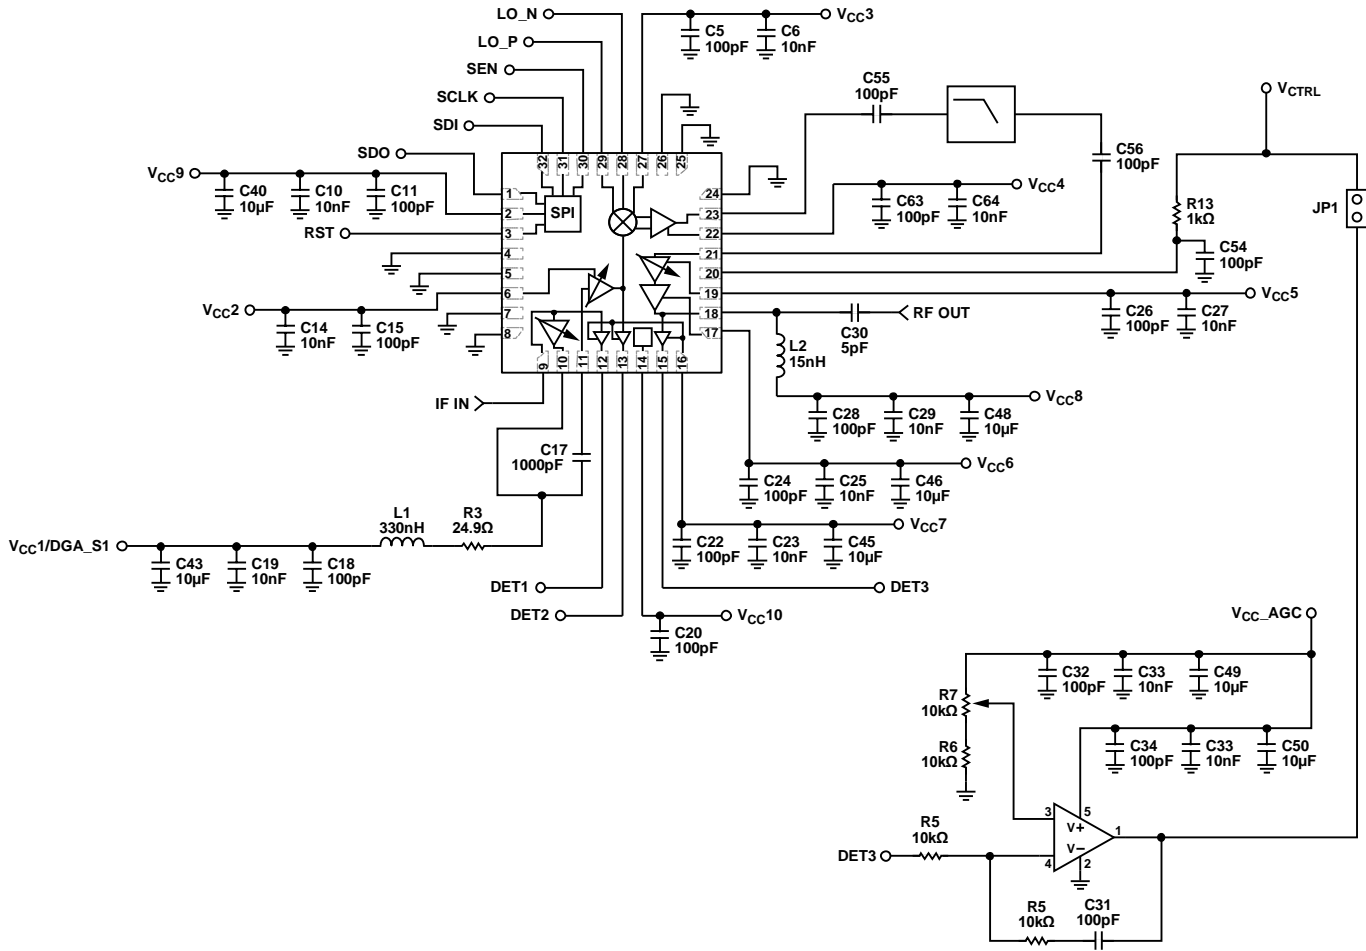 LO_N
LO_P
SEN
SCLK
SDI
SDO
VCC9
C40
10µF
C10
10nF
C11
100pF
RST
VCC2
C14
10nF
C15
100pF
C5
100pF
C6
10nF
VCC3
32
31
30
29
28
27
26
25
1
2
3
4
5
6
7
8
SPI
24
23
22
21
20
19
18
17
9
10
11
12
13
14
15
16
C55
100pF
C56
100pF
VCTRL
R13
1kΩ
JP1
C54
100pF
C63
100pF
C64
10nF
VCC4
C26
100pF
C27
10nF
VCC5
C30
5pF
RF OUT
L2
15nH
C28
100pF
C29
10nF
C48
10µF
VCC8
IF IN
C17
1000pF
C24
100pF
C25
10nF
C46
10µF
VCC6
C22
100pF
C23
10nF
C45
10µF
VCC7
VCC1/DGA_S1
C43
10µF
C19
10nF
C18
100pF
L1
330nH
R3
24.9Ω
DET1
DET2
DET3
C20
100pF
VCC10
VCC_AGC
C32
100pF
C33
10nF
C49
10µF
R7
10kΩ
R6
10kΩ
C34
100pF
C33
10nF
C50
10µF
3
5
V+
V−
1
4
2
DET3
R5
10kΩ
R5
10kΩ
C31
100pF